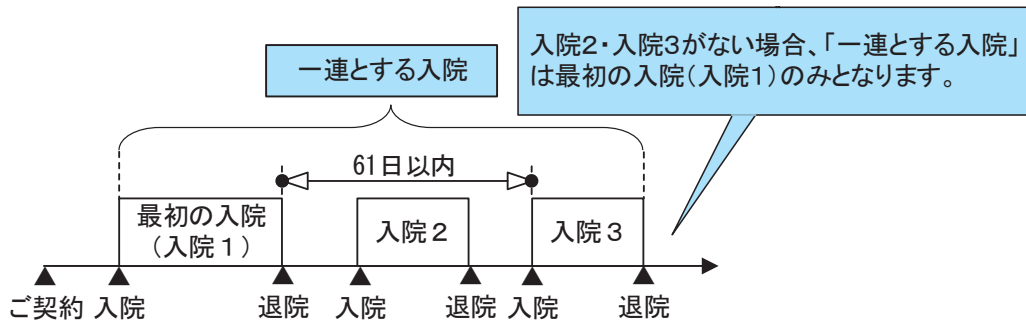 入院2・入院3がない場合、「一連とする入院」
は最初の入院(入院1)のみとなります。
一連とする入院
61日以内
最初の入院
(入院1)
入院2
入院3
ご契約 入院 退院 入院 退院 入院 退院